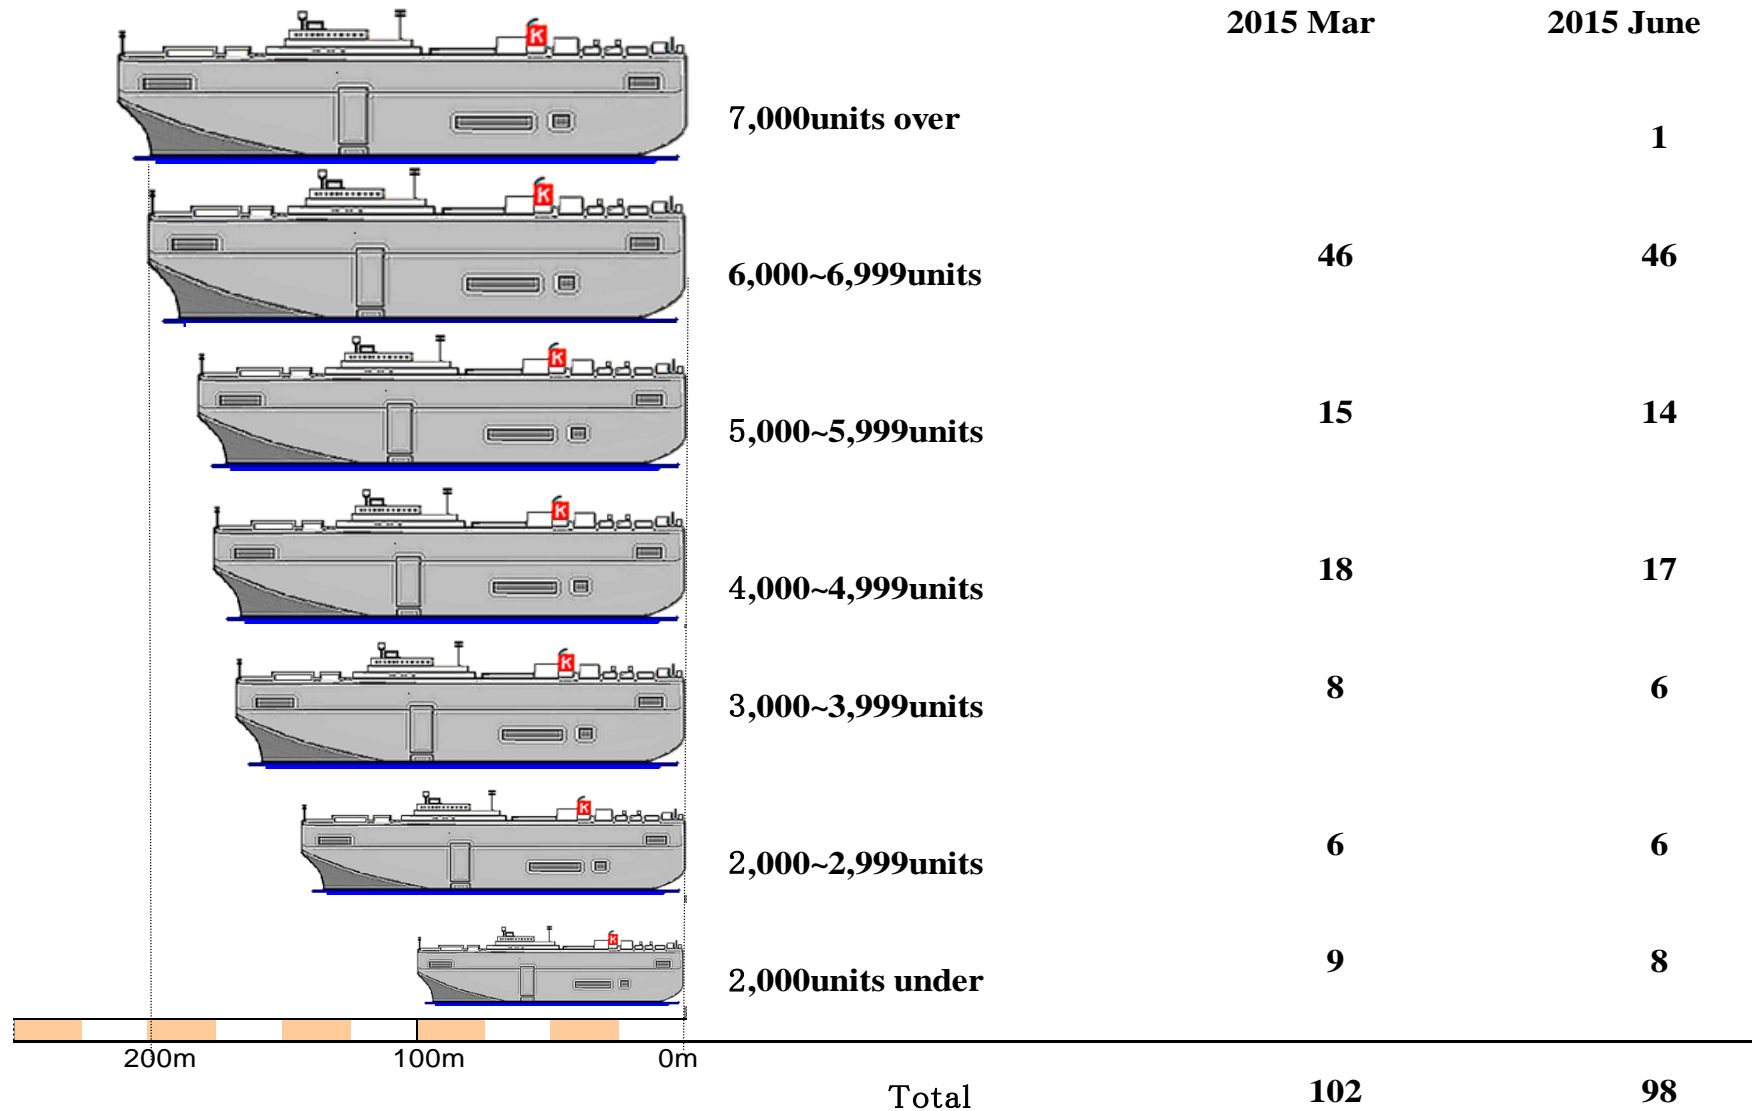 2015 Mar 2015 June
K
7,000units over 1
K
6,000~6,999units 46 46
K
5,000~5,999units 15 14
K
4,000~4,999units 18 17
K
3,000~3,999units 8 6
K
2,000~2,999units 6 6
K
2,000units under 9 8
200m 100m 0m
Total 102 98